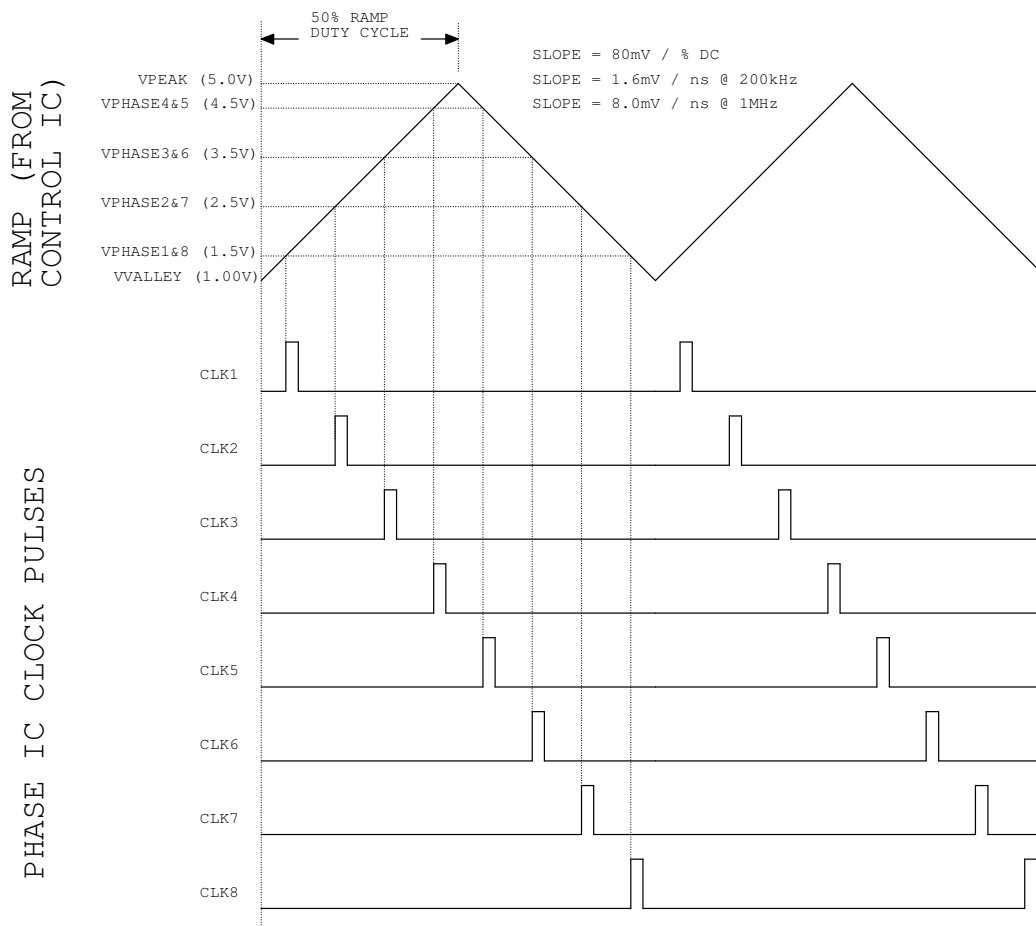 50% RAMP
DUTY CYCLE
SLOPE = 80mV / % DC
SLOPE = 1.6mV / ns @ 200kHz
SLOPE = 8.0mV / ns @ 1MHz
RAMP (FROM
CONTROL IC)
VPEAK (5.0V)
VPHASE4&5 (4.5V)
VPHASE3&6 (3.5V)
VPHASE2&7 (2.5V)
VPHASE1&8 (1.5V)
VVALLEY (1.00V)
PHASE IC CLOCK PULSES
CLK1
CLK2
CLK3
CLK4
CLK5
CLK6
CLK7
CLK8